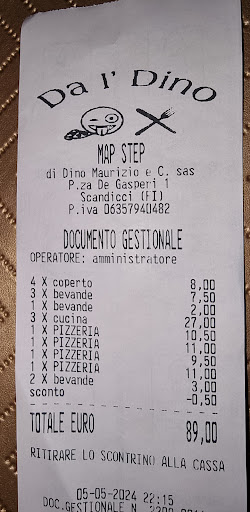 Da l' Dino
MAP STEP
di Dino Maurizio e C. sas
P.za De Gasperi 1
Scandicci (FI)
P.iva 06357940482
DOCUMENTO GESTIONALE
OPERATORE: amministratore
4 X coperto 8,00
3 X bevande 7,50
1 X bevande 2,00
3 X cucina 27,00
1 X PIZZERIA 10,50
1 X PIZZERIA 11,00
1 X PIZZERIA 9,50
1 X PIZZERIA 11,00
2 X bevande 3,00
sconto -0,50
TOTALE EURO 89,00
RITIRARE LO SCONTRINO ALLA CASSA
05-05-2024 22:15
DOC.GESTIONALE N.